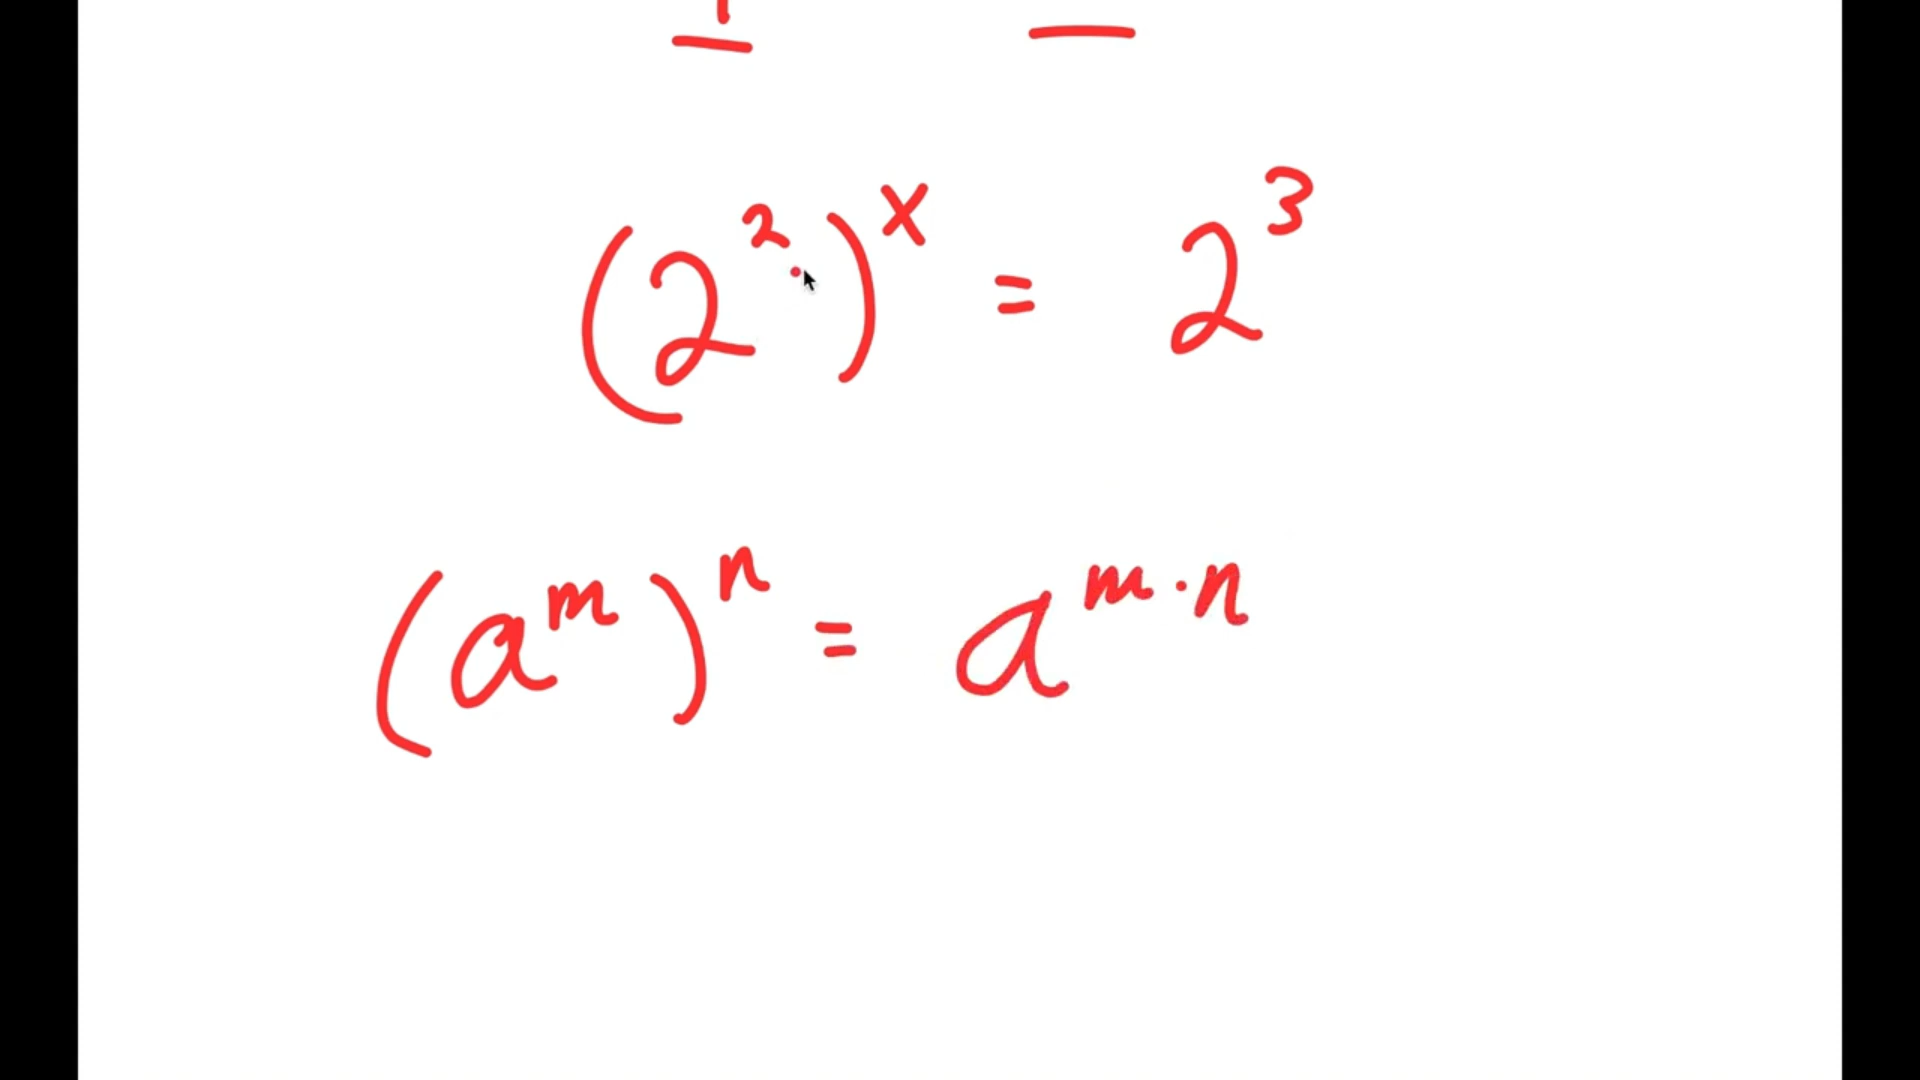 (2²)ˣ = 2³
(aᵐ)ⁿ = aᵐ·ⁿ